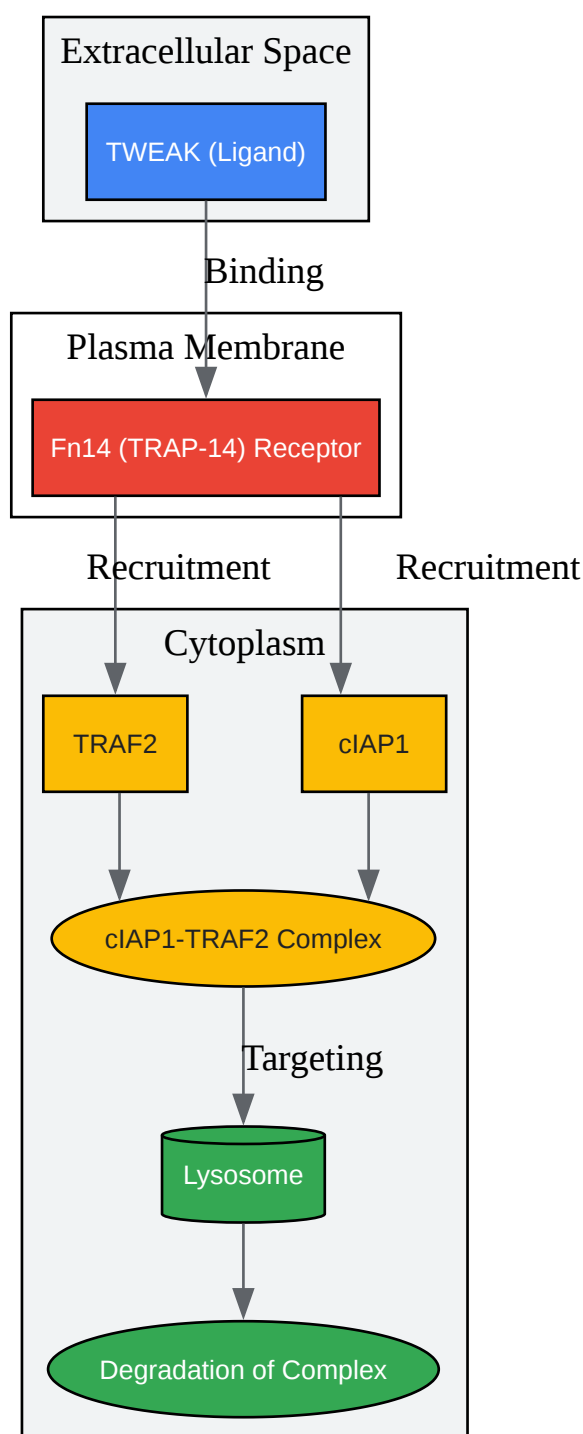 Extracellular Space
TWEAK (Ligand)
Binding
Plasma Membrane
Fn14 (TRAP-14) Receptor
Recruitment
Recruitment
Cytoplasm
TRAF2
cIAP1
cIAP1-TRAF2 Complex
Targeting
Lysosome
Degradation of Complex